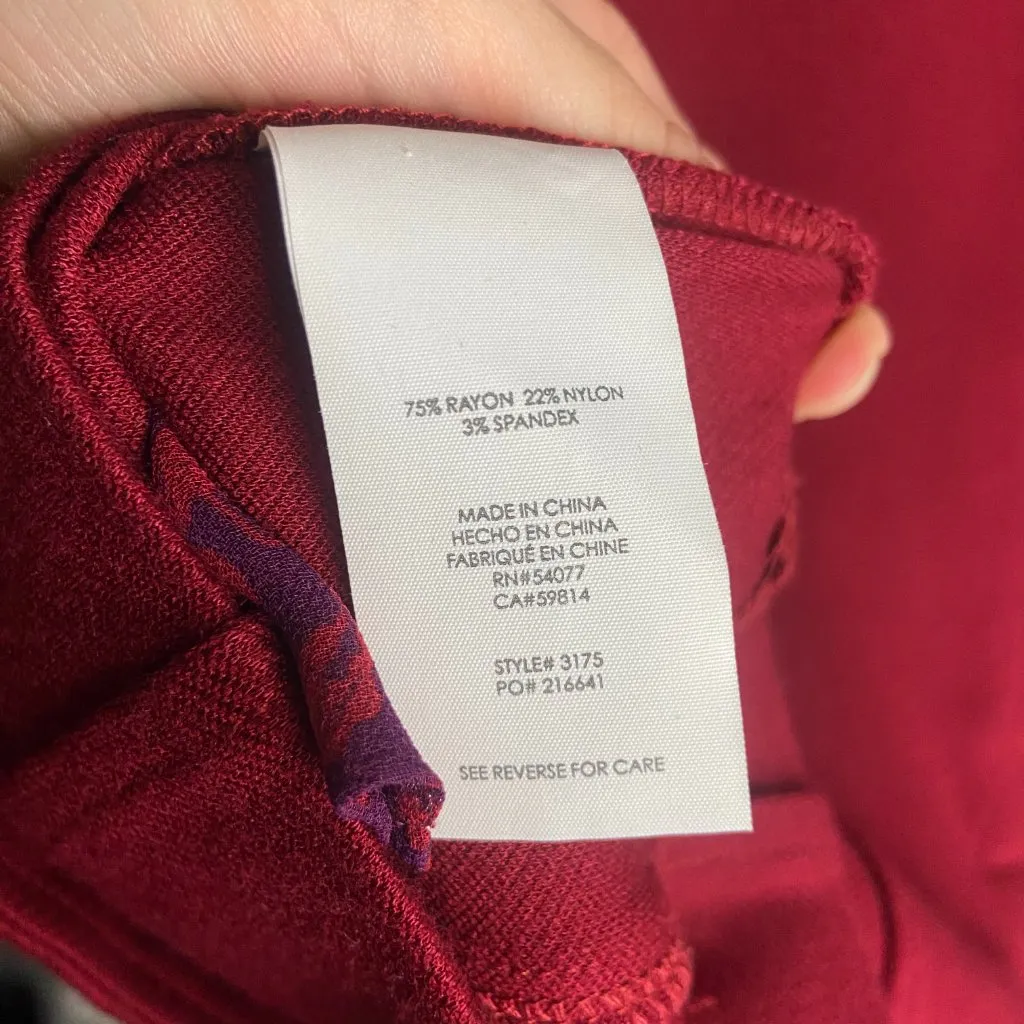 75% RAYON 22% NYLON
3% SPANDEX
MADE IN CHINA
HECHO EN CHINA
FABRIQUÉ EN CHINE
RN#54077
CA#59814
STYLE# 3175
PO# 216641
SEE REVERSE FOR CARE